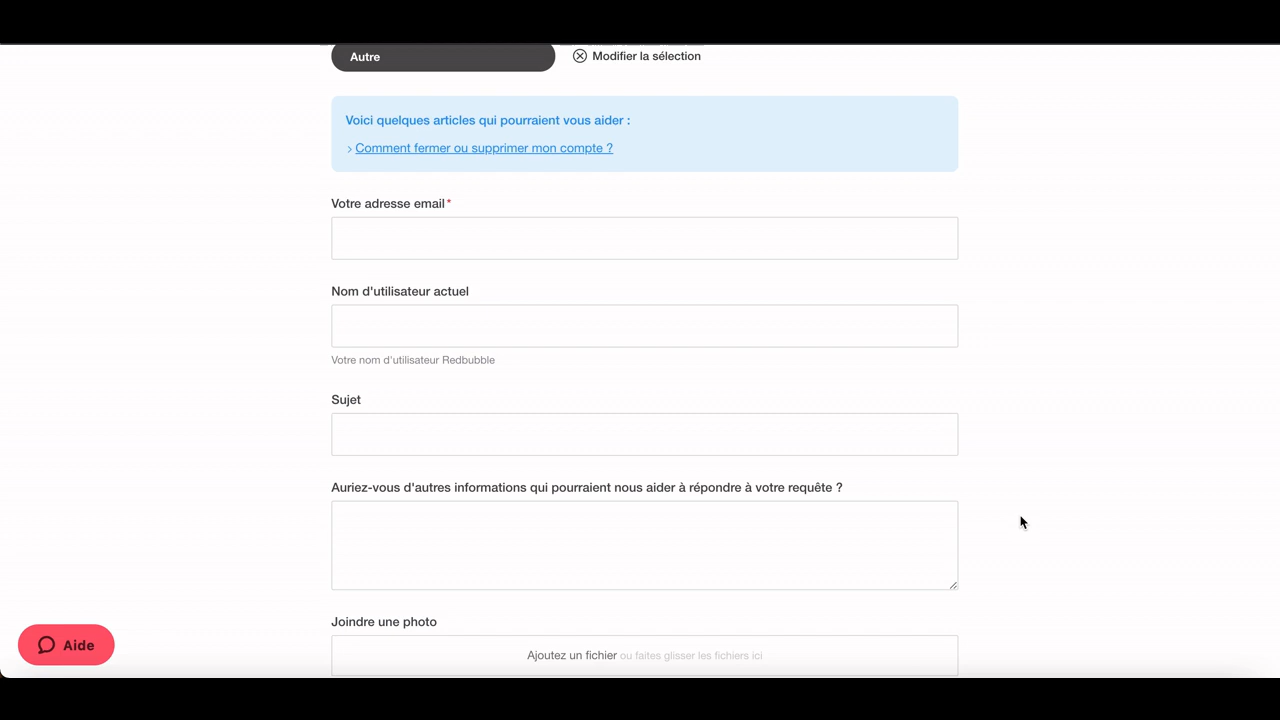 Autre
Modifier la sélection
Voici quelques articles qui pourraient vous aider :
› Comment fermer ou supprimer mon compte ?
Votre adresse email*
Nom d'utilisateur actuel
Votre nom d'utilisateur Redbubble
Sujet
Auriez-vous d'autres informations qui pourraient nous aider à répondre à votre requête ?
Joindre une photo
Ajoutez un fichier ou faites glisser les fichiers ici
Aide